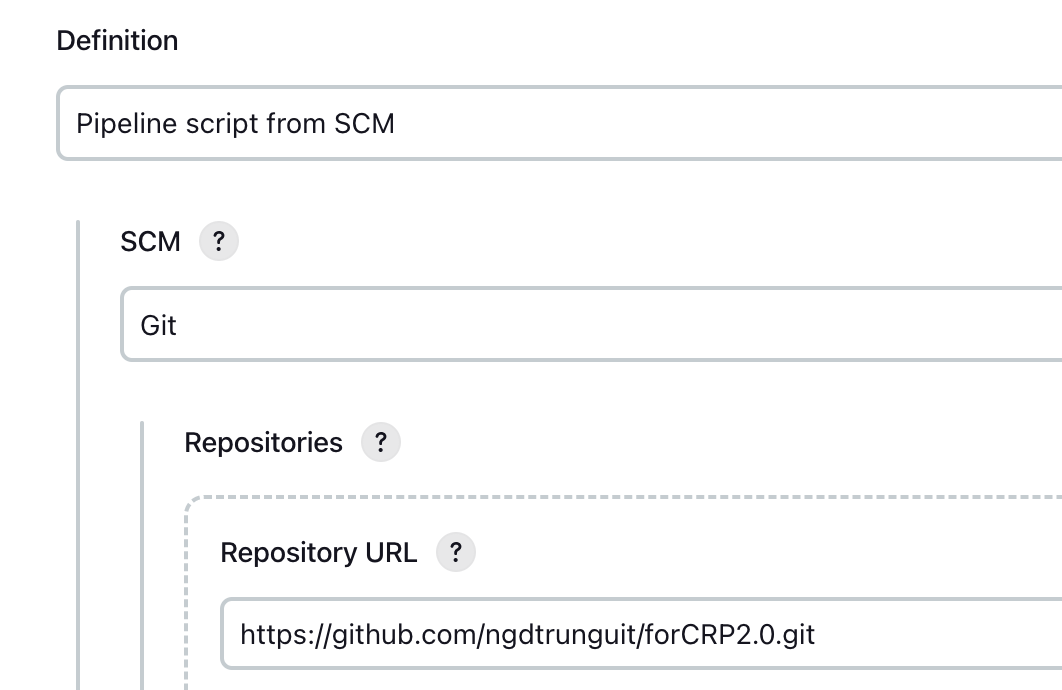 Definition
Pipeline script from SCM
SCM ?
Git
Repositories ?
Repository URL ?
https://github.com/ngdtrunguit/forCRP2.0.git